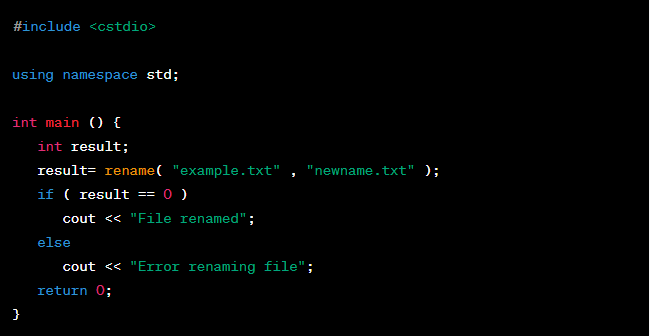 #include <cstdio>
using namespace std;
int main () {
int result;
result= rename( "example.txt" , "newname.txt" );
if ( result == 0 )
cout << "File renamed";
else
cout << "Error renaming file";
return 0;
}